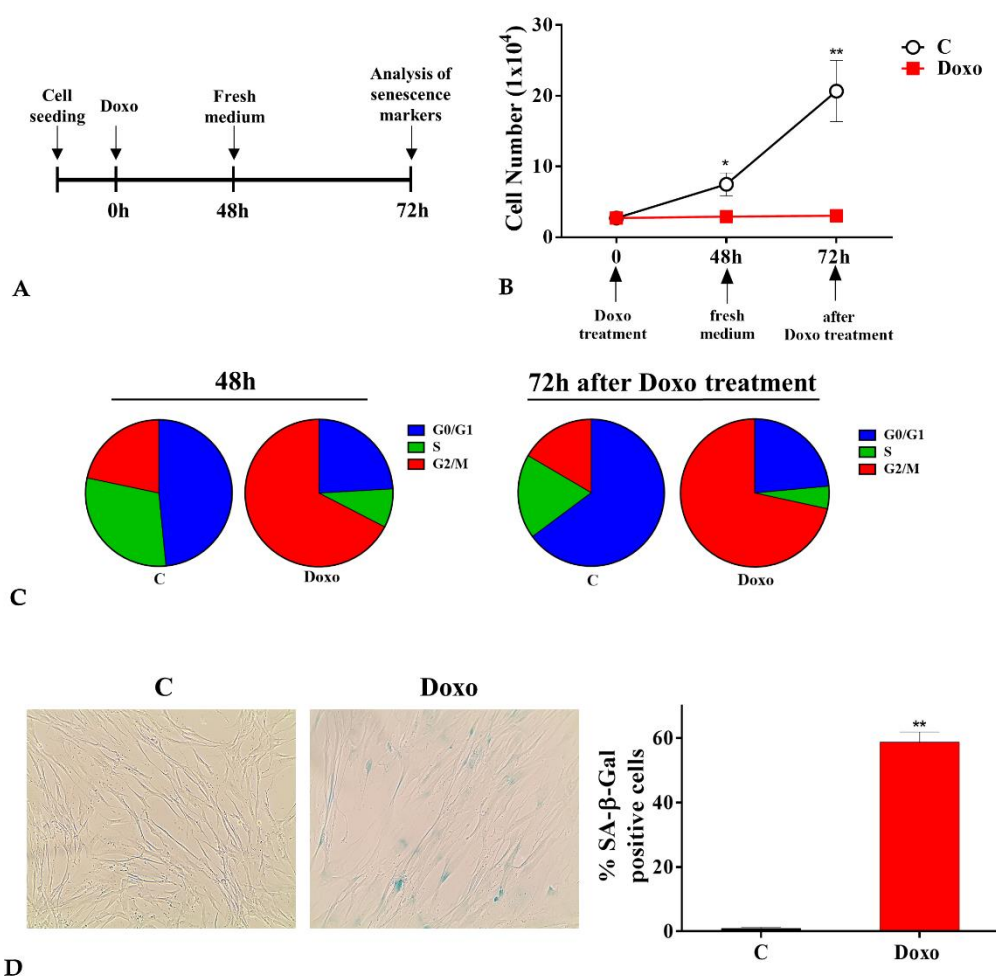 Cell
seeding
Doxo
Fresh
medium
Analysis of
senescence
markers
0h
48h
72h
A
Cell Number (1x10⁴)
30
20
10
0
*
**
C
Doxo
0
48h
72h
Doxo
treatment
fresh
medium
after
Doxo treatment
B
48h
G0/G1
S
G2/M
C
Doxo
72h after Doxo treatment
G0/G1
S
G2/M
C
Doxo
C
C
Doxo
% SA-β-Gal
positive cells
60
40
20
0
**
C
Doxo
D